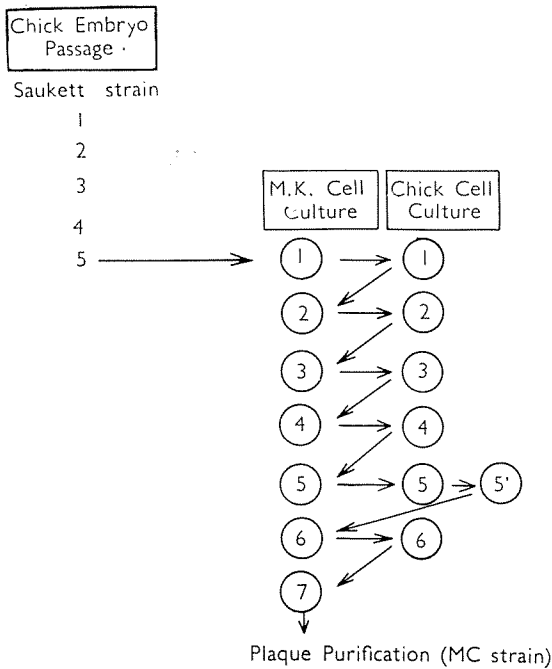 Chick Embryo
Passage
Saukett strain
1
2
3
4
5
M.K. Cell
Culture
Chick Cell
Culture
1 1
2 2
3 3
4 4
5 5 5'
6 6
7
Plaque Purification (MC strain)